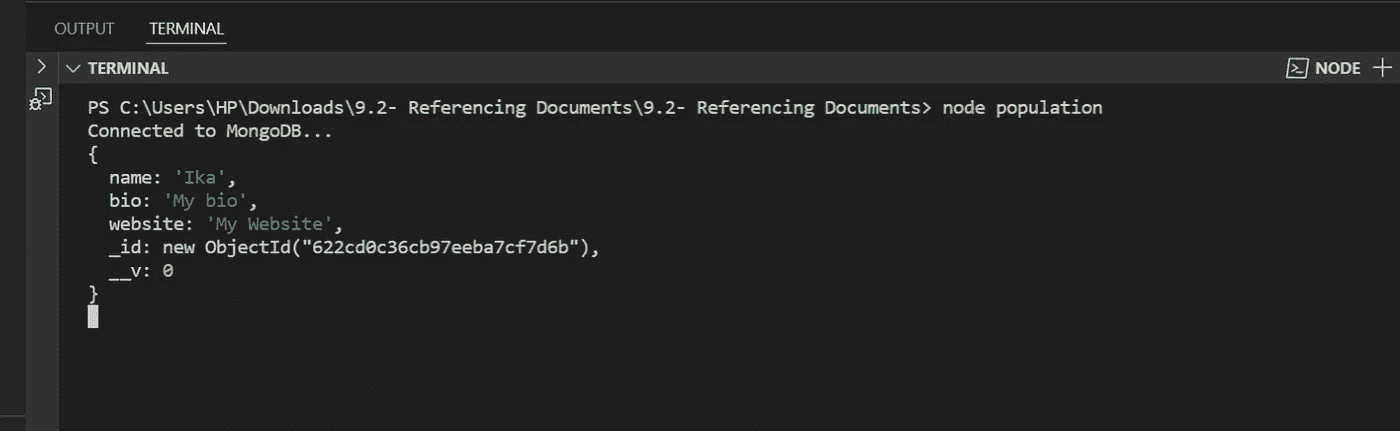 OUTPUT TERMINAL
TERMINAL NODE
PS C:\Users\HP\Downloads\9.2- Referencing Documents\9.2- Referencing Documents> node population
Connected to MongoDB...
{
  name: 'Ika',
  bio: 'My bio',
  website: 'My Website',
  _id: new ObjectId("622cd0c36cb97eeba7cf7d6b"),
  __v: 0
}